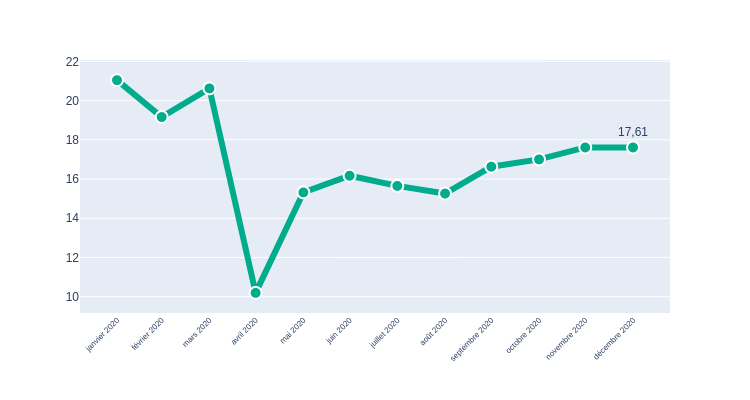 22
20
18
16
14
12
10
17,61
janvier 2020
février 2020
mars 2020
avril 2020
mai 2020
juin 2020
juillet 2020
août 2020
septembre 2020
octobre 2020
novembre 2020
décembre 2020